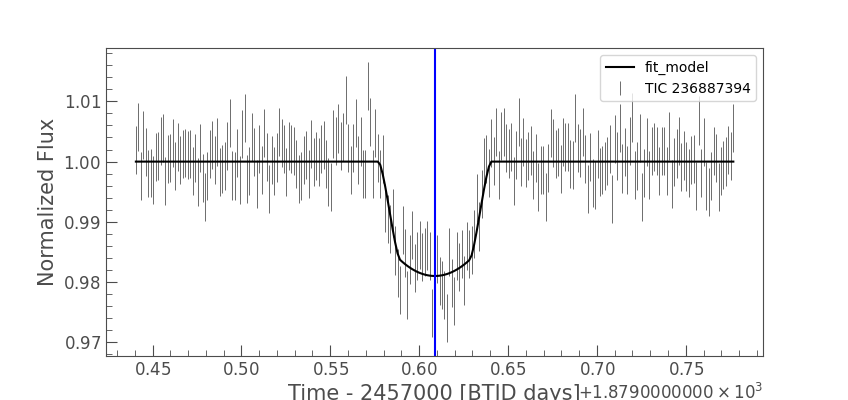 fit_model
TIC 236887394
1.01
1.00
0.99
0.98
0.97
Normalized Flux
0.45 0.50 0.55 0.60 0.65 0.70 0.75
Time - 2457000 [BTJD days]
+1.8790000000 × 10³